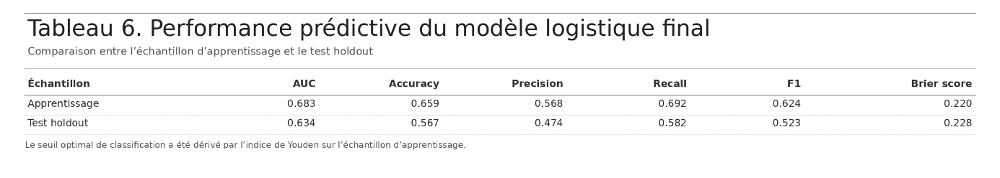 Tableau 6. Performance prédictive du modèle logistique final
Comparaison entre l’échantillon d’apprentissage et le test holdout
Échantillon AUC Accuracy Precision Recall F1 Brier score
Apprentissage 0.683 0.659 0.568 0.692 0.624 0.220
Test holdout 0.634 0.567 0.474 0.582 0.523 0.228
Le seuil optimal de classification a été dérivé par l’indice de Youden sur l’échantillon d’apprentissage.